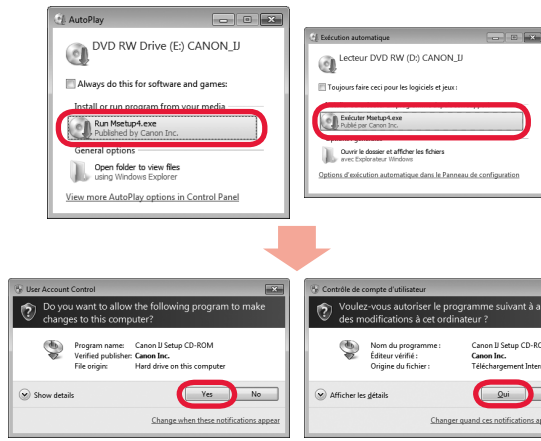 AutoPlay
DVD RW Drive (E:) CANON_IJ
Always do this for software and games:
Install or run program from your media
Run Msetup4.exe
Published by Canon Inc.
General options
Open folder to view files
using Windows Explorer
View more AutoPlay options in Control Panel
Exécution automatique
Lecteur DVD RW (D:) CANON_IJ
Toujours faire ceci pour les logiciels et jeux :
Exécuter Msetup4.exe
Publié par Canon Inc.
Ouvrir le dossier et afficher les fichiers
avec Explorateur Windows
Options d'exécution automatique dans le Panneau de configuration
User Account Control
Do you want to allow the following program to make
changes to this computer?
Program name: Canon IJ Setup CD-ROM
Verified publisher: Canon Inc.
File origin: Hard drive on this computer
Show details
Yes
No
Change when these notifications appear
Contrôle de compte d'utilisateur
Voulez-vous autoriser le programme suivant à a
des modifications à cet ordinateur ?
Nom du programme : Canon IJ Setup CD-RO
Éditeur vérifié : Canon Inc.
Origine du fichier : Téléchargement Inter
Afficher les détails
Oui
Changer quand ces notifications a